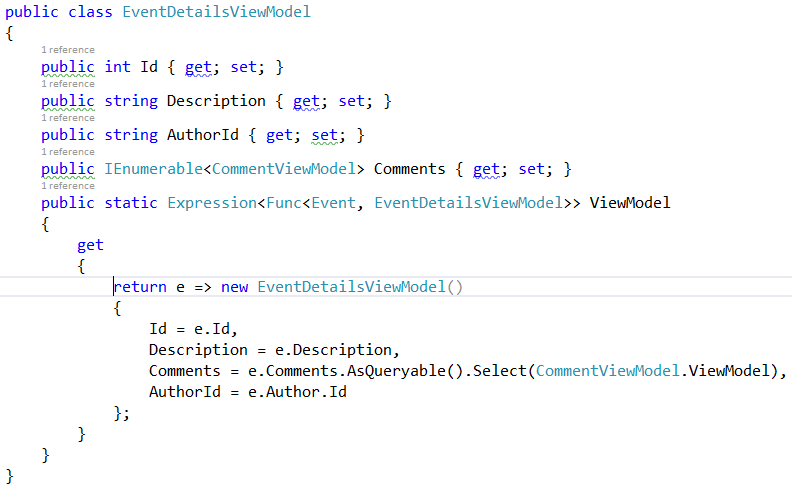 public class EventDetailsViewModel
{
1 reference
public int Id { get; set; }
1 reference
public string Description { get; set; }
1 reference
public string AuthorId { get; set; }
1 reference
public IEnumerable<CommentViewModel> Comments { get; set; }
1 reference
public static Expression<Func<Event, EventDetailsViewModel>> ViewModel
{
get
{
return e => new EventDetailsViewModel()
{
Id = e.Id,
Description = e.Description,
Comments = e.Comments.AsQueryable().Select(CommentViewModel.ViewModel),
AuthorId = e.Author.Id
};
}
}
}